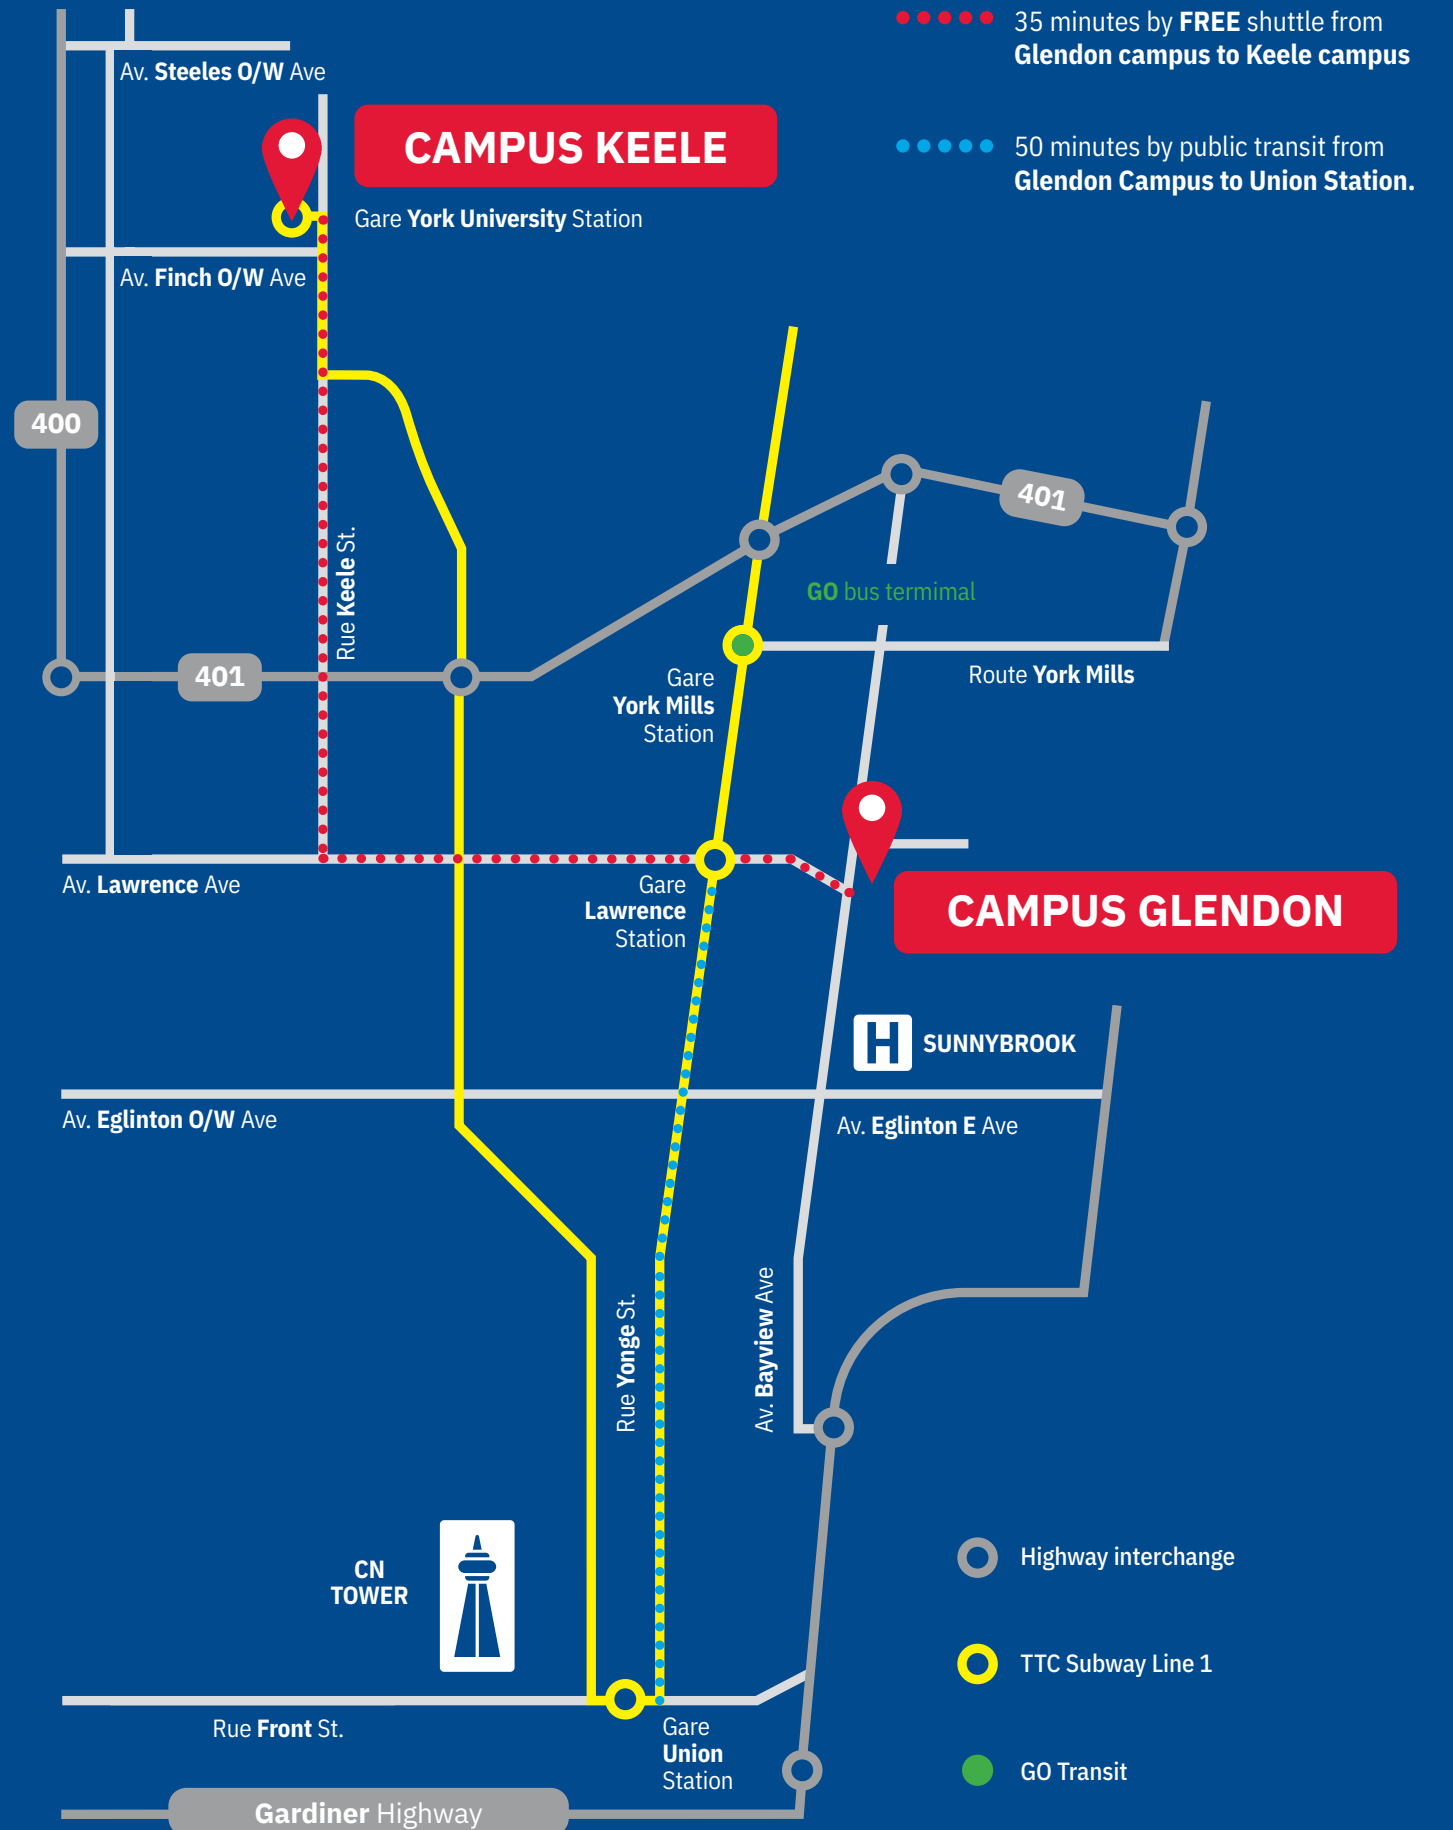 35 minutes by FREE shuttle from
Glendon campus to Keele campus
50 minutes by public transit from
Glendon Campus to Union Station.
Av. Steeles O/W Ave
CAMPUS KEELE
Gare York University Station
Av. Finch O/W Ave
400
401
GO bus termimal
Rue Keele St.
401
Gare
York Mills
Station
Route York Mills
Av. Lawrence Ave
Gare
Lawrence
Station
CAMPUS GLENDON
H
SUNNYBROOK
Av. Eglinton O/W Ave
Av. Eglinton E Ave
Rue Yonge St.
Av. Bayview Ave
CN
TOWER
Highway interchange
TTC Subway Line 1
GO Transit
Rue Front St.
Gare
Union
Station
Gardiner Highway